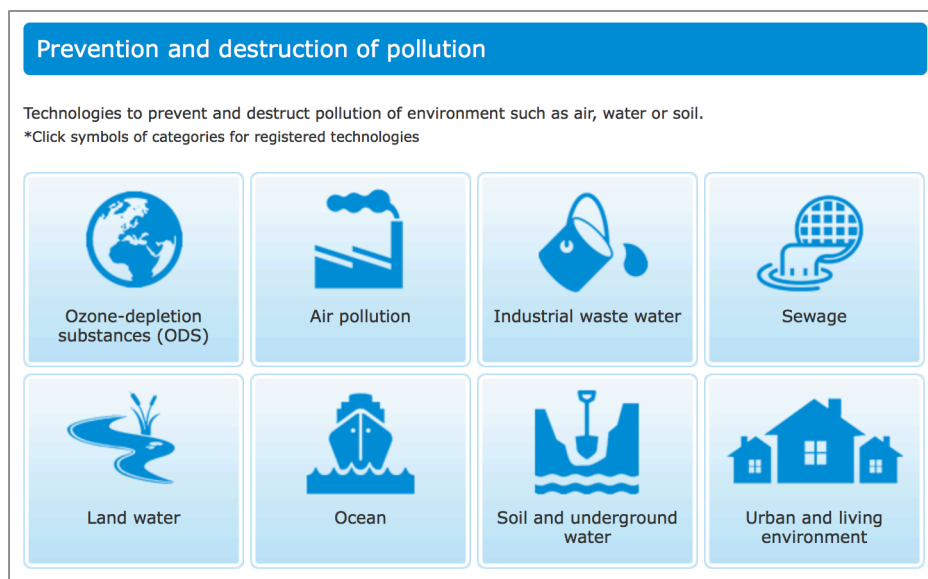 Prevention and destruction of pollution
Technologies to prevent and destruct pollution of environment such as air, water or soil.
*Click symbols of categories for registered technologies
Ozone-depletion
substances (ODS)
Air pollution
Industrial waste water
Sewage
Land water
Ocean
Soil and underground
water
Urban and living
environment